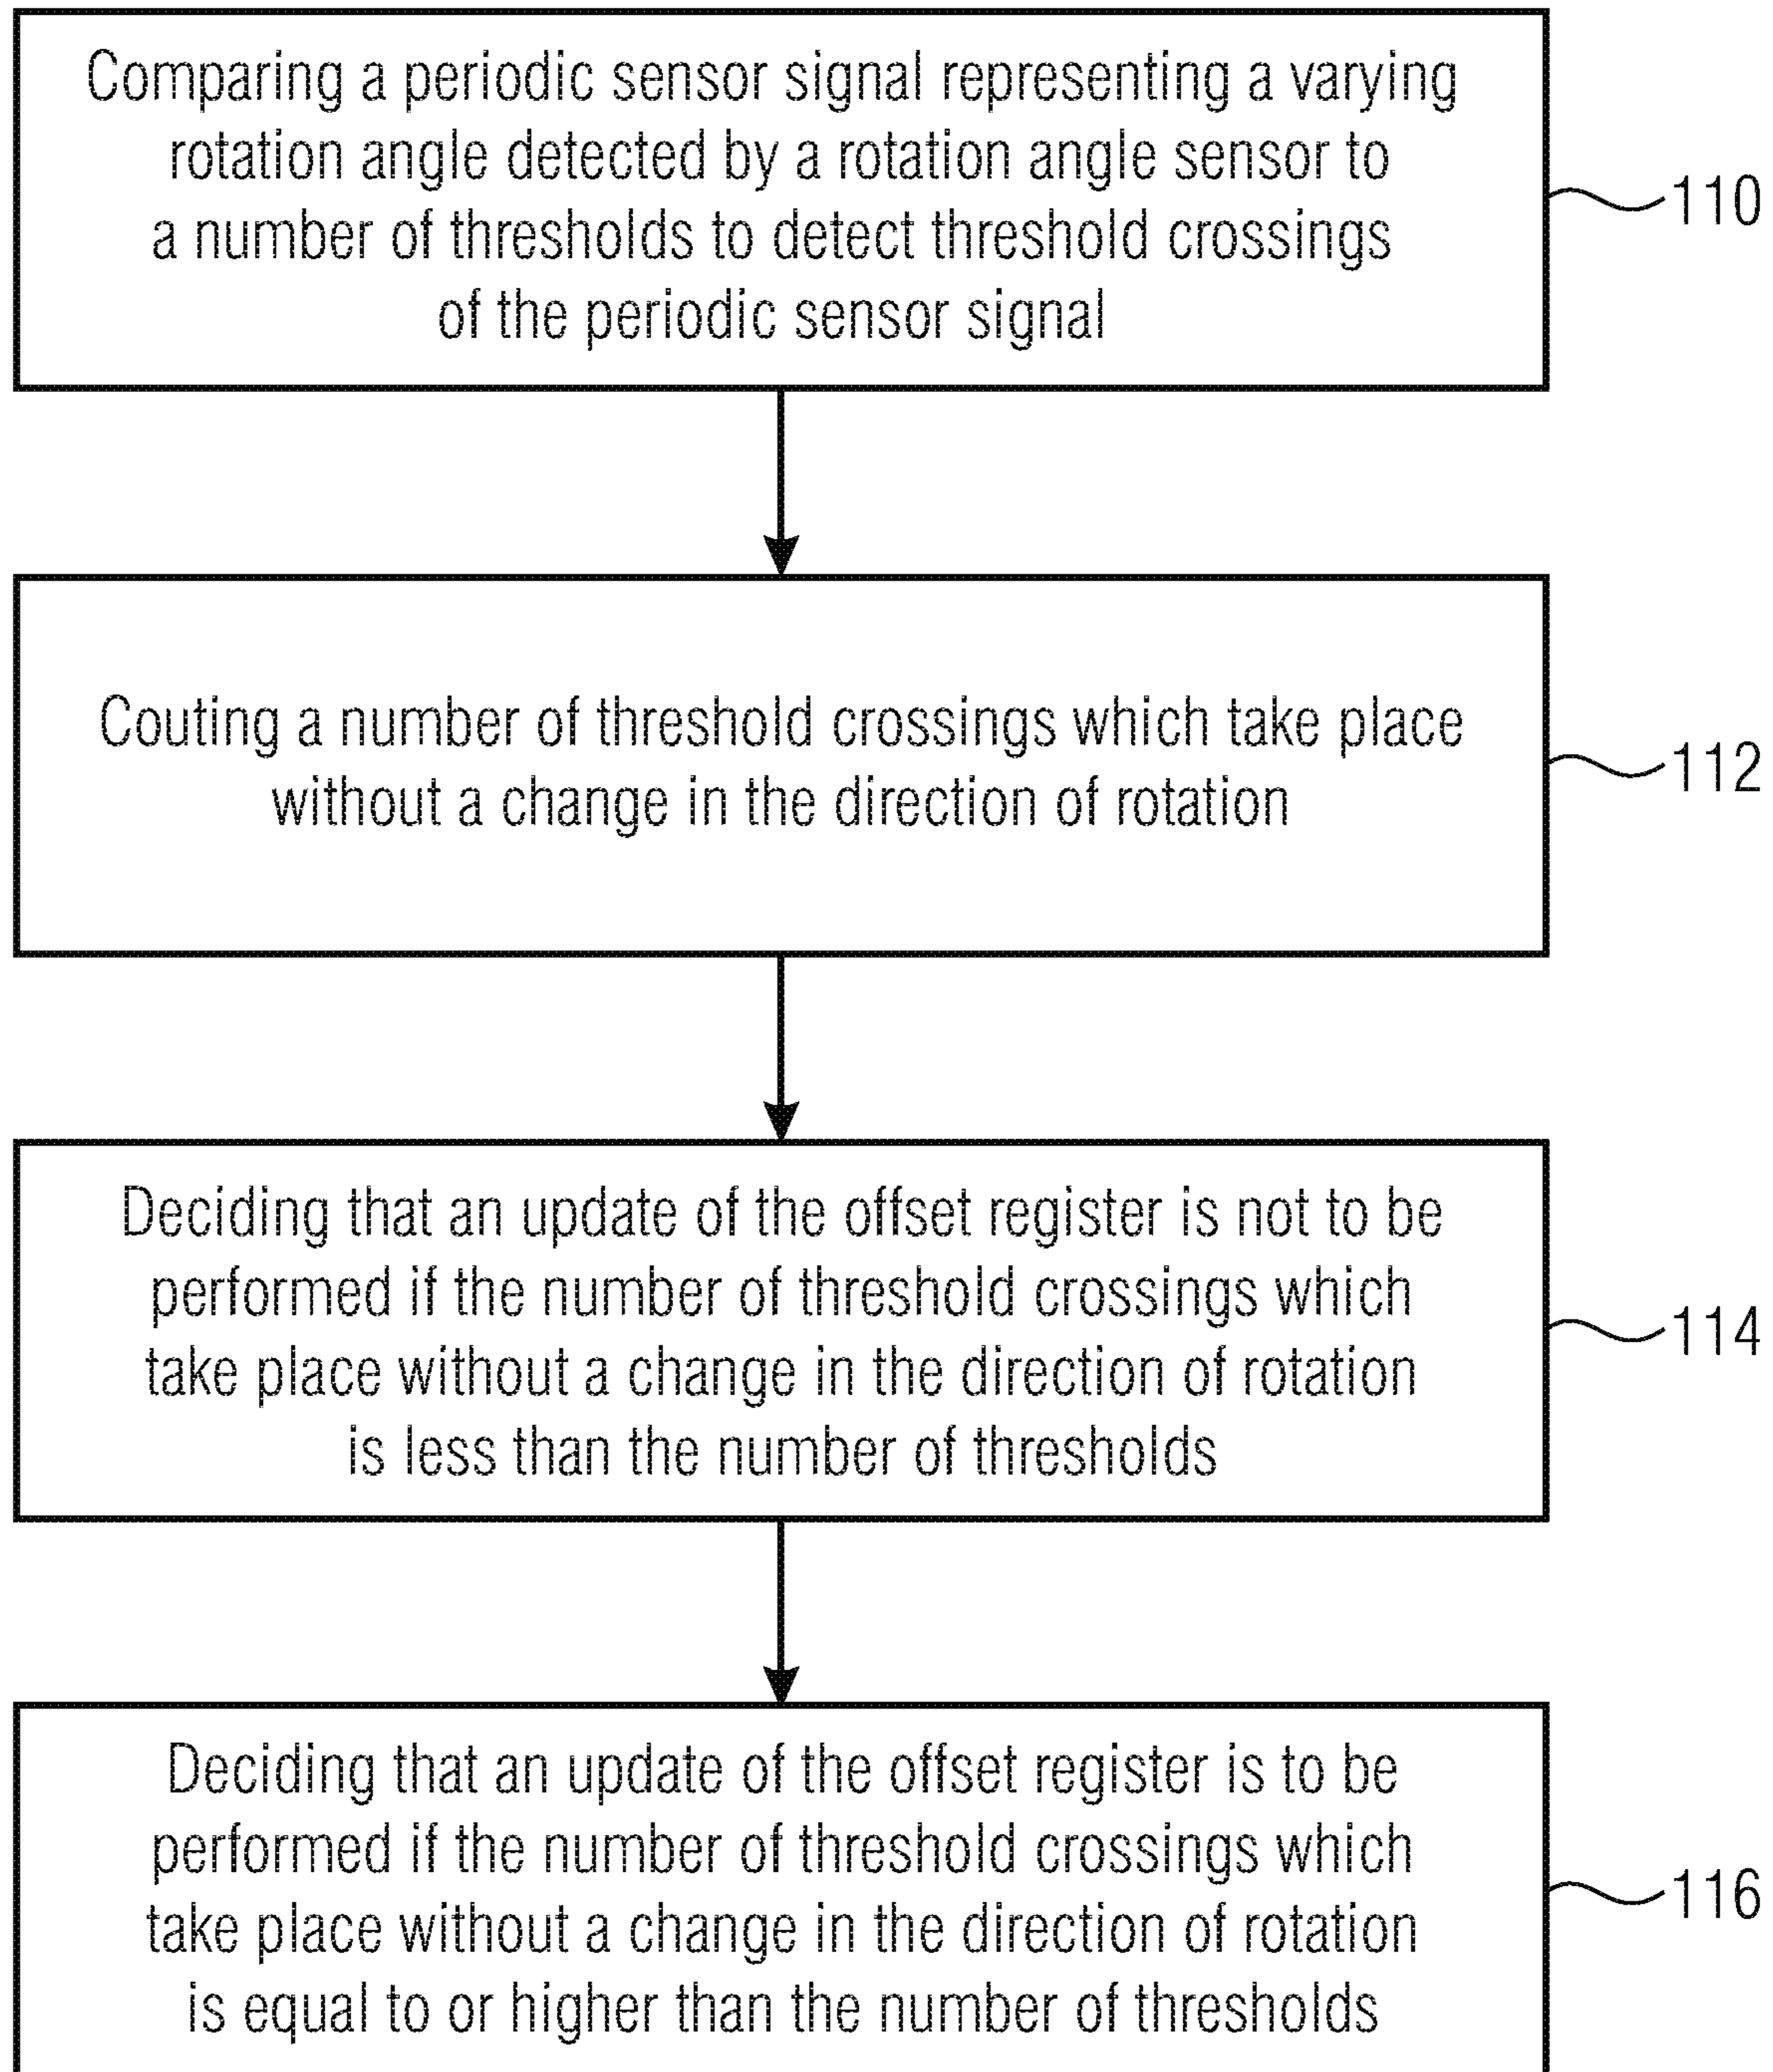 Comparing a periodic sensor signal representing a varying
rotation angle detected by a rotation angle sensor to
a number of thresholds to detect threshold crossings
of the periodic sensor signal
110
Couting a number of threshold crossings which take place
without a change in the direction of rotation
112
Deciding that an update of the offset register is not to be
performed if the number of threshold crossings which
take place without a change in the direction of rotation
is less than the number of thresholds
114
Deciding that an update of the offset register is to be
performed if the number of threshold crossings which
take place without a change in the direction of rotation
is equal to or higher than the number of thresholds
116